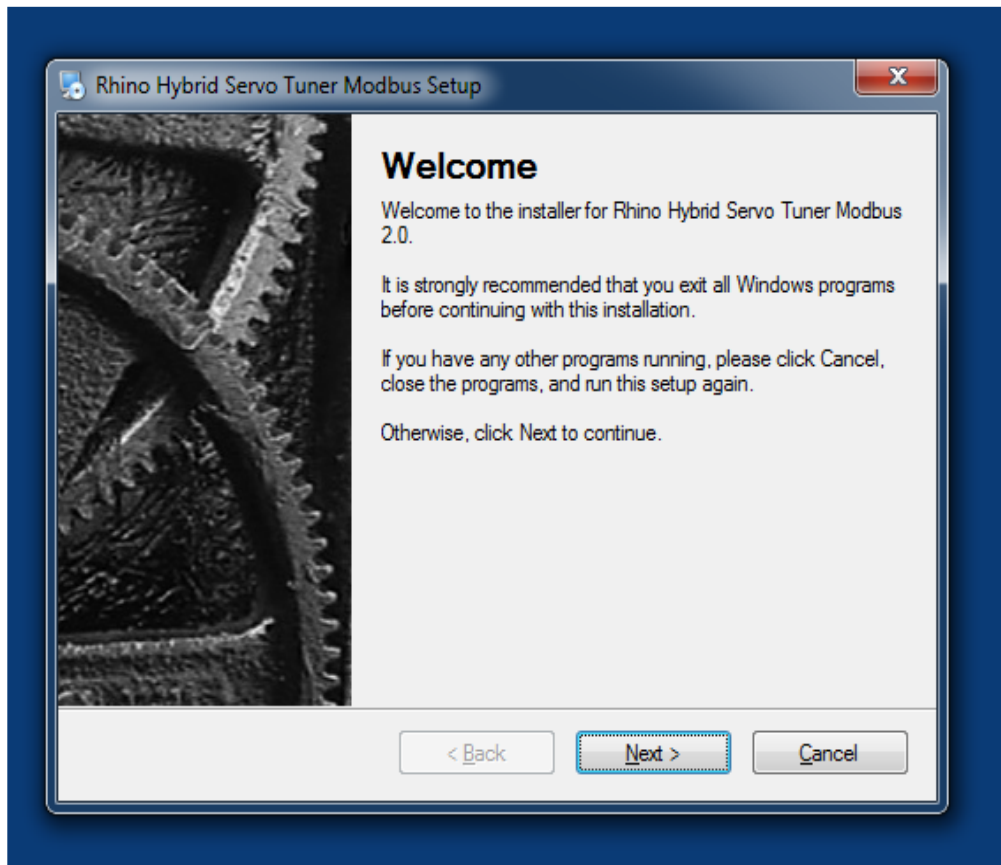 Rhino Hybrid Servo Tuner Modbus Setup
Welcome
Welcome to the installer for Rhino Hybrid Servo Tuner Modbus
2.0.
It is strongly recommended that you exit all Windows programs
before continuing with this installation.
If you have any other programs running, please click Cancel,
close the programs, and run this setup again.
Otherwise, click Next to continue.
< Back Next > Cancel